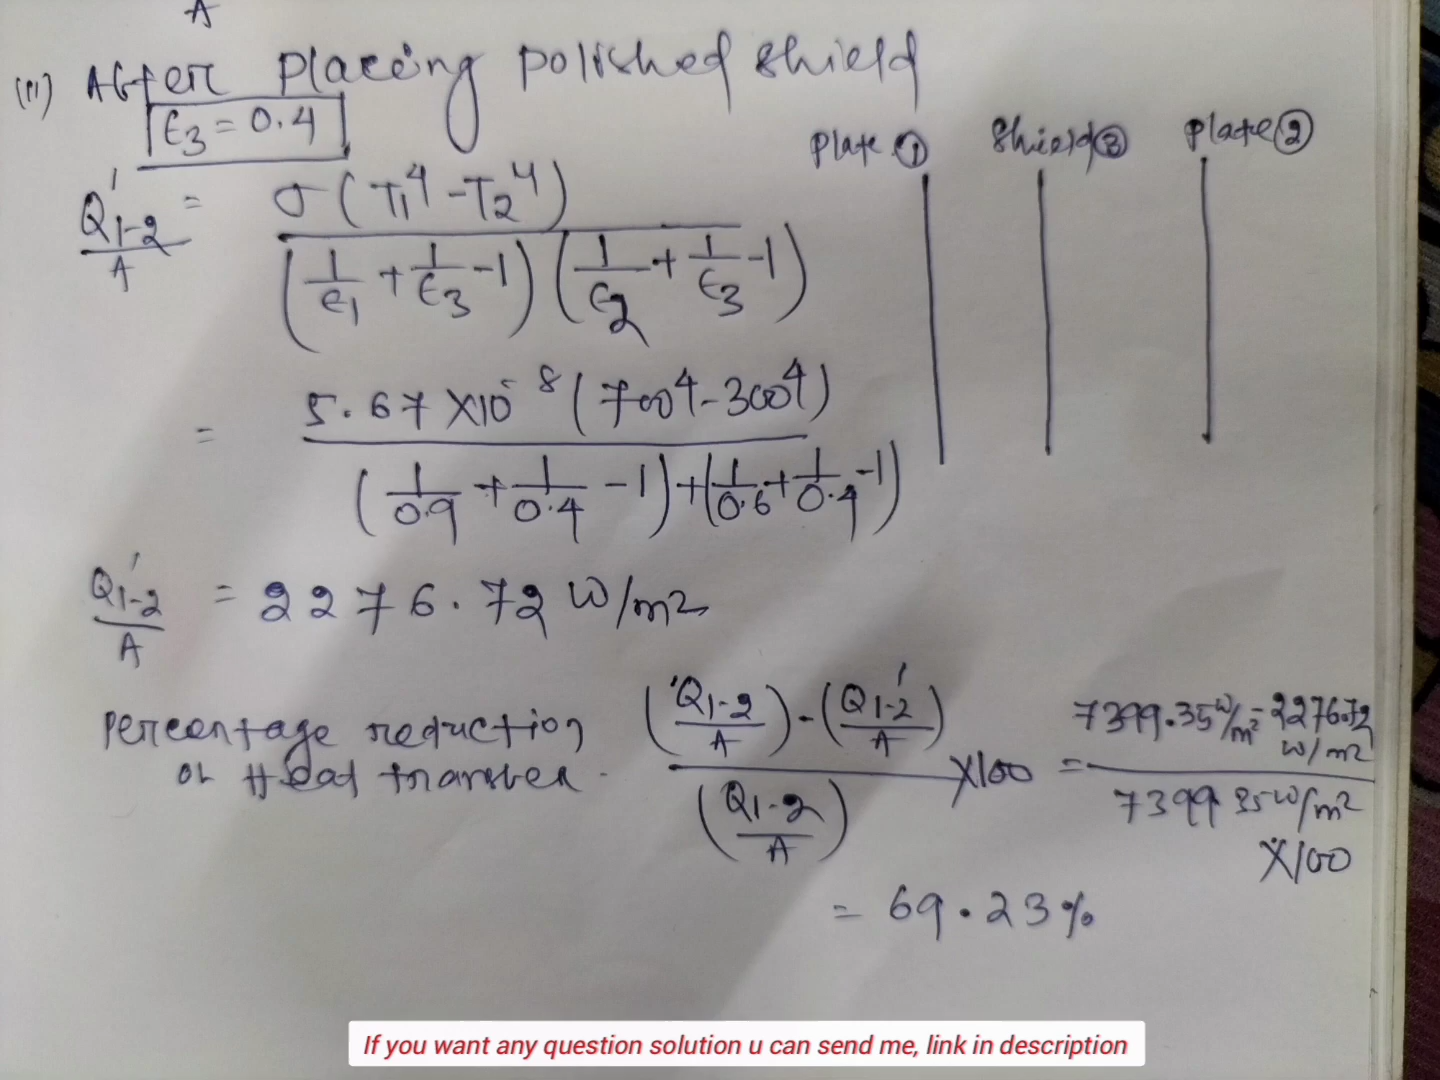 A
(ii) After placing polished shield
ϵ3 = 0.4
Plate ① Shield ③ Plate ②
Q'1-2 / A = σ(T1⁴ - T2⁴) / (1/ϵ1 + 1/ϵ3 - 1) (1/ϵ2 + 1/ϵ3 - 1)
= 5.67 × 10⁻⁸ (700⁴ - 300⁴) / (1/0.9 + 1/0.4 - 1) + (1/0.6 + 1/0.4 - 1)
Q'1-2 / A = 2276.72 W/m²
Percentage reduction of Heat transfer. (Q1-2 / A) - (Q'1-2 / A) / (Q1-2 / A) × 100 = 7399.35 W/m² - 2276.72 W/m² / 7399.35 W/m² × 100
= 69.23%
If you want any question solution u can send me, link in description